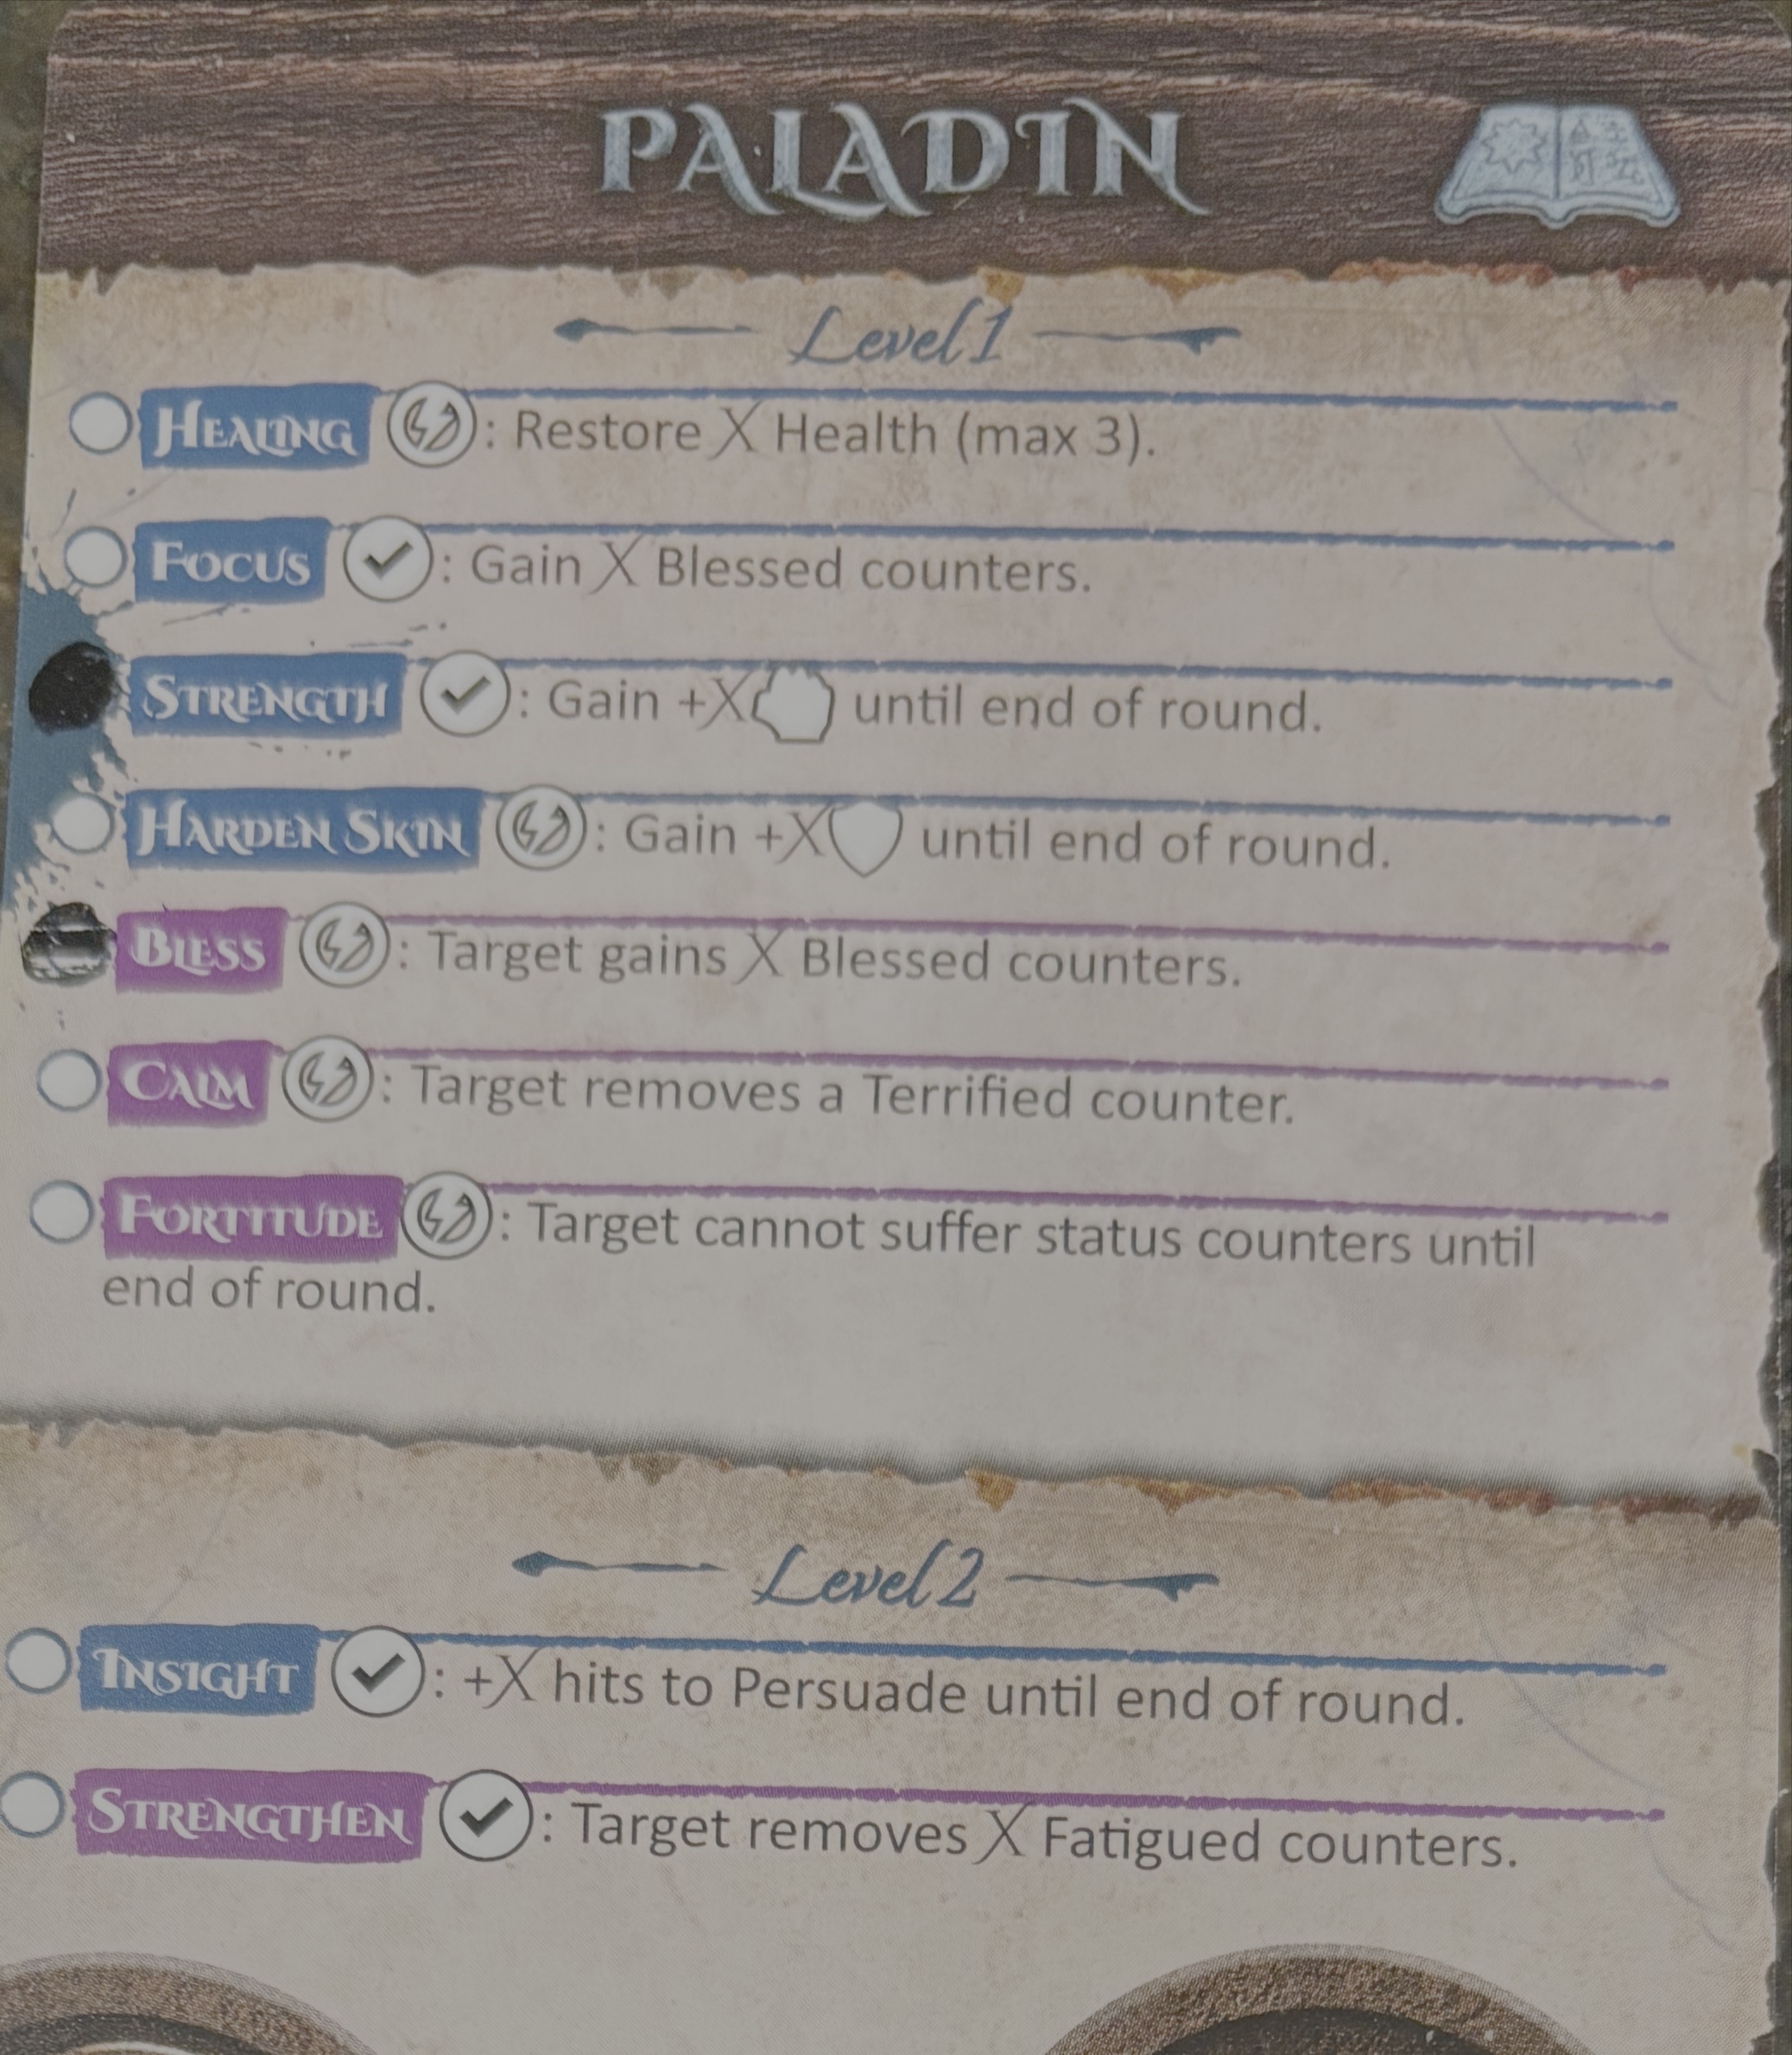 PALADIN
Level 1
HEALING : Restore X Health (max 3).
FOCUS : Gain X Blessed counters.
STRENGTH : Gain +X until end of round.
HARDEN SKIN : Gain +X until end of round.
BLESS : Target gains X Blessed counters.
CALM : Target removes a Terrified counter.
FORTITUDE : Target cannot suffer status counters until
end of round.
Level 2
INSIGHT : +X hits to Persuade until end of round.
STRENGTHEN : Target removes X Fatigued counters.